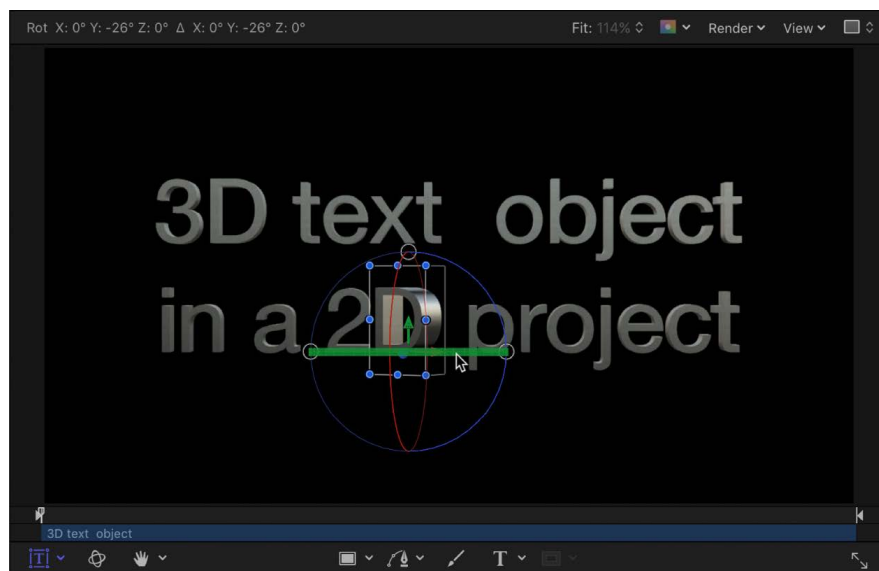 Rot X: 0° Y: -26° Z: 0° Δ X: 0° Y: -26° Z: 0° Fit: 114% Render View
3D text object
in a 2D project
3D text object
T T